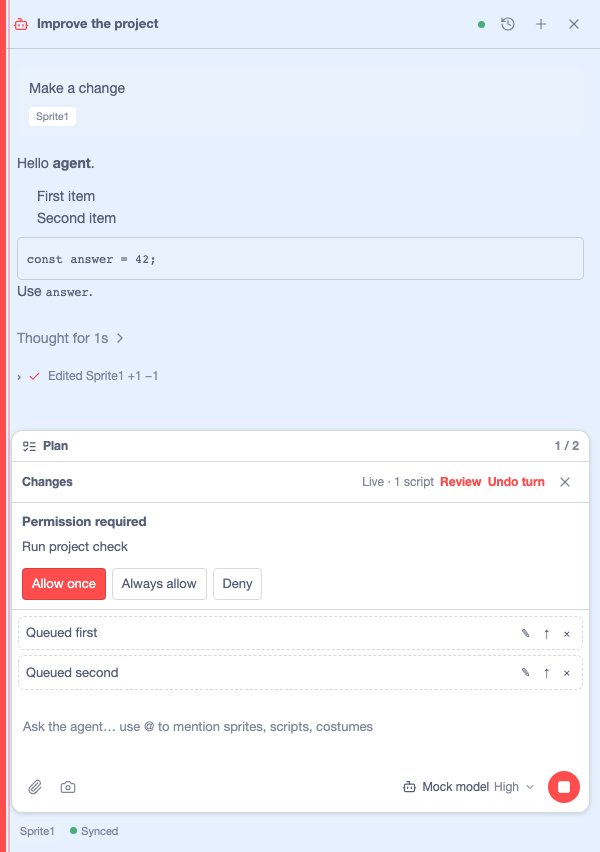 Improve the project
Make a change
Sprite1
Hello agent.
First item
Second item
const answer = 42;
Use answer.
Thought for 1s
Edited Sprite1 +1 −1
Plan 1 / 2
Changes Live · 1 script Review Undo turn
Permission required
Run project check
Allow once Always allow Deny
Queued first
Queued second
Ask the agent… use @ to mention sprites, scripts, costumes
Mock model High
Sprite1 Synced